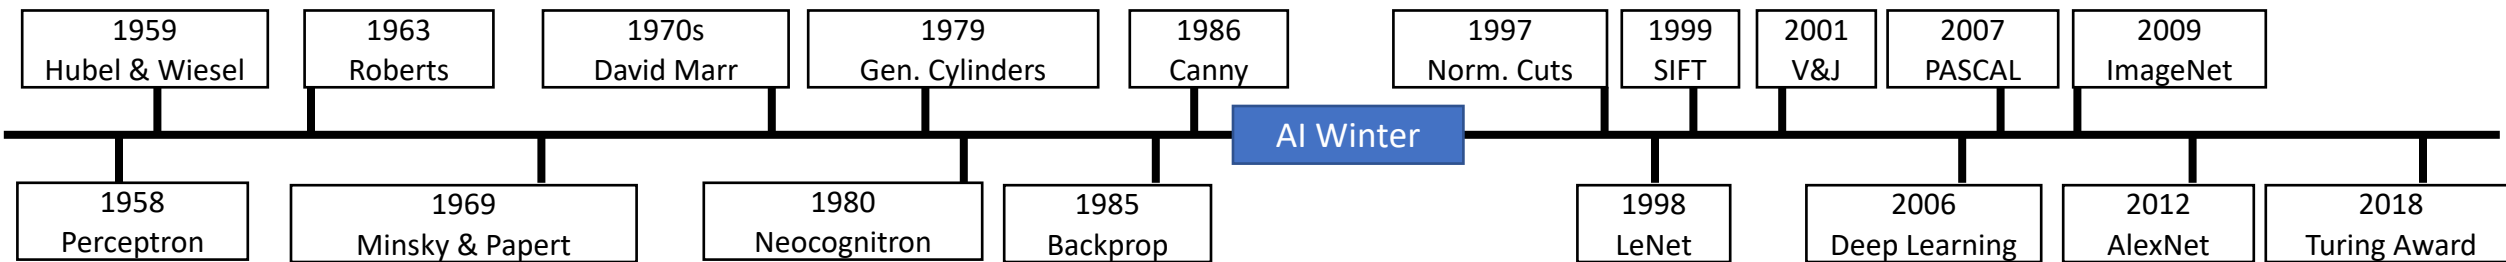 1959
Hubel & Wiesel
1963
Roberts
1970s
David Marr
1979
Gen. Cylinders
1986
Canny
1997
Norm. Cuts
1999
SIFT
2001
V&J
2007
PASCAL
2009
ImageNet
AI Winter
1958
Perceptron
1969
Minsky & Papert
1980
Neocognitron
1985
Backprop
1998
LeNet
2006
Deep Learning
2012
AlexNet
2018
Turing Award